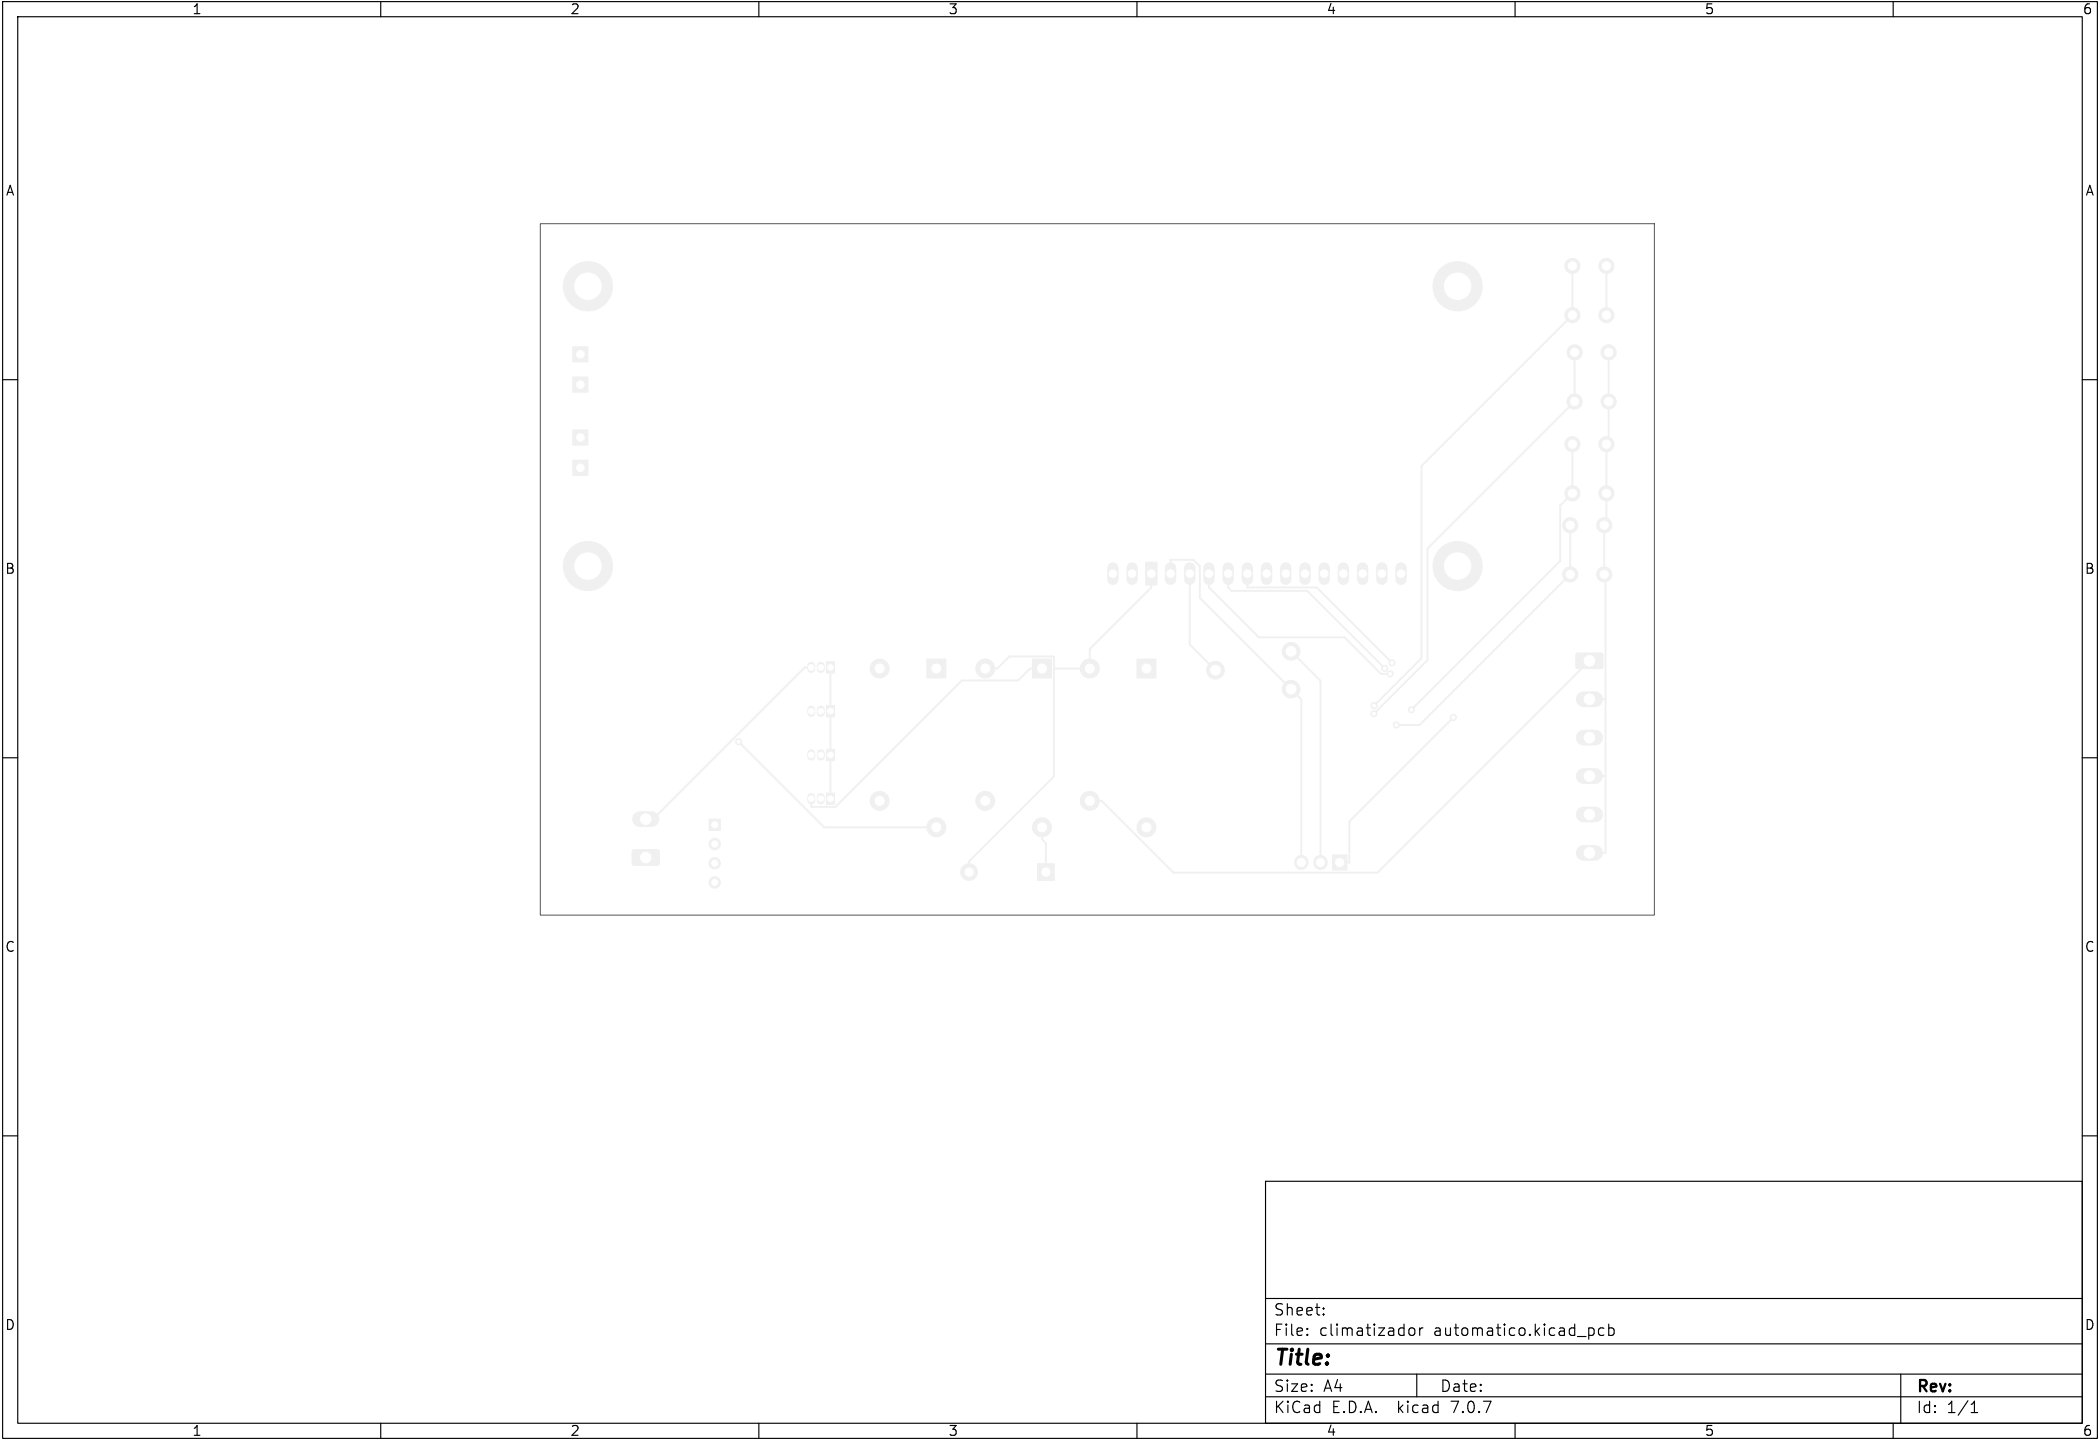 1 2 3 4 5 6
A A
B B
C C
Sheet:
File: climatizador automatico.kicad_pcb
D D
Title:
Size: A4 Date: Rev:
KiCad E.D.A. kicad 7.0.7 Id: 1/1
1 2 3 4 5 6